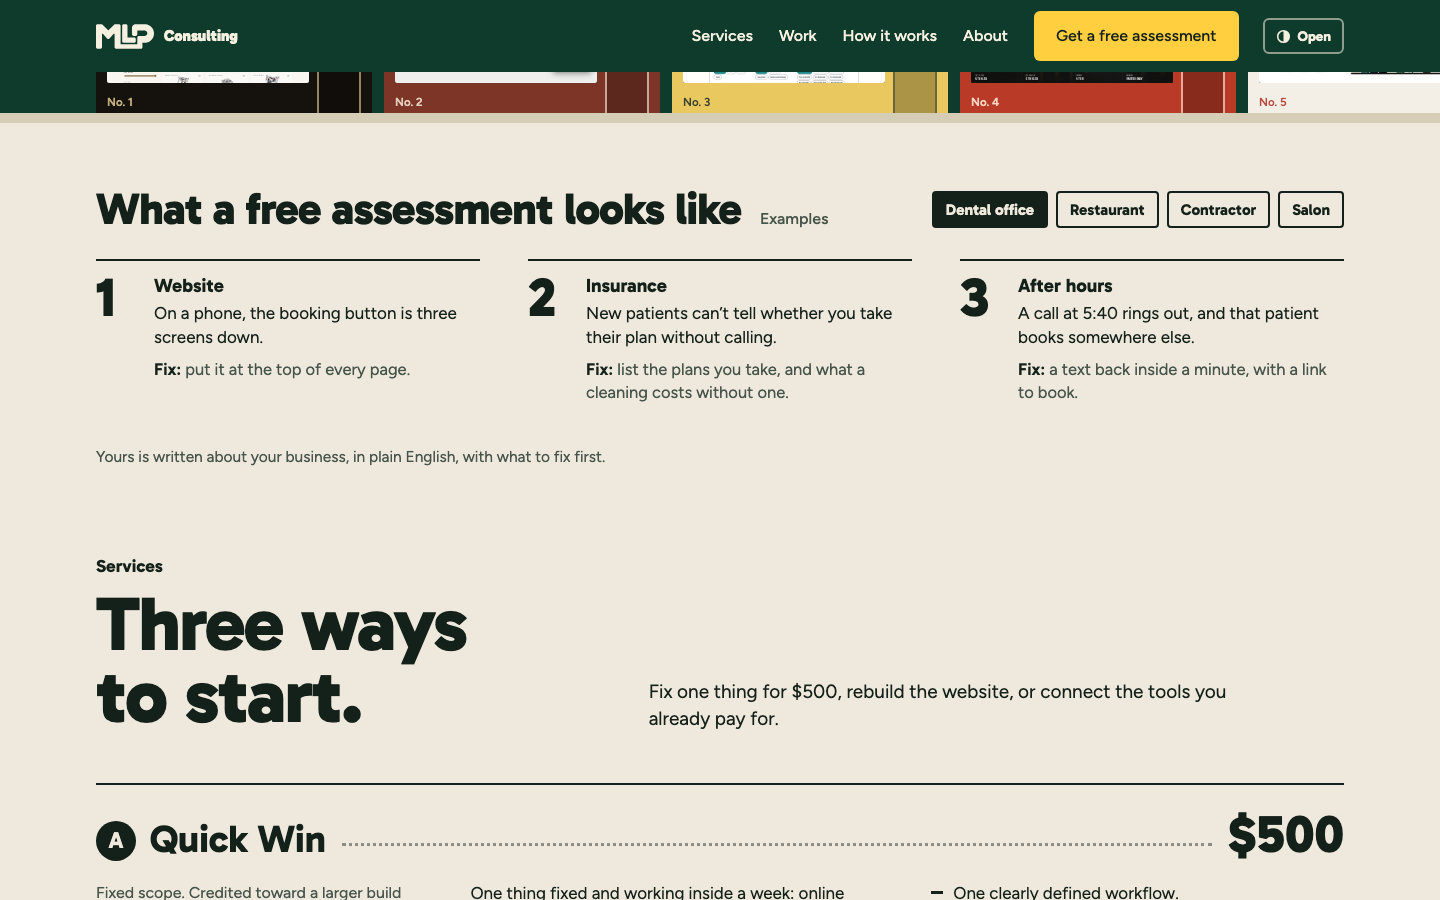 MLP Consulting
Services Work How it works About Get a free assessment Open
No. 1 No. 2 No. 3 No. 4 No. 5
What a free assessment looks like Examples
Dental office Restaurant Contractor Salon
1 Website
On a phone, the booking button is three
screens down.
Fix: put it at the top of every page.
2 Insurance
New patients can’t tell whether you take
their plan without calling.
Fix: list the plans you take, and what a
cleaning costs without one.
3 After hours
A call at 5:40 rings out, and that patient
books somewhere else.
Fix: a text back inside a minute, with a link
to book.
Yours is written about your business, in plain English, with what to fix first.
Services
Three ways
to start.
Fix one thing for $500, rebuild the website, or connect the tools you
already pay for.
A Quick Win $500
Fixed scope. Credited toward a larger build
One thing fixed and working inside a week: online
– One clearly defined workflow.